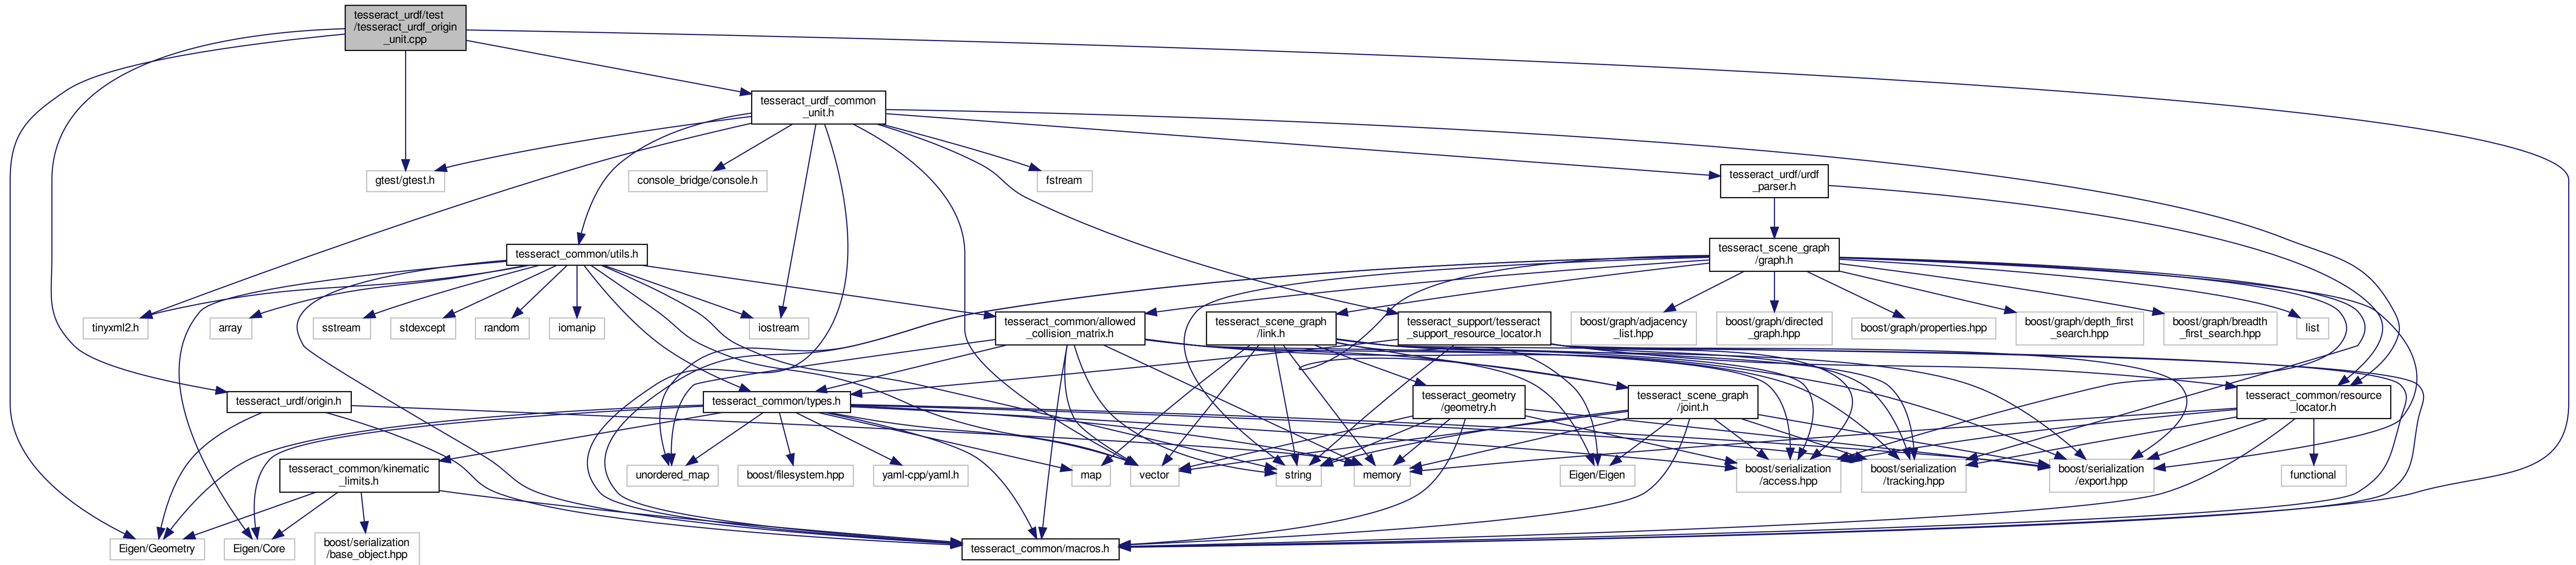 tesseract_urdf/test
/tesseract_urdf_origin
_unit.cpp
tesseract_urdf_common
_unit.h
gtest/gtest.h
console_bridge/console.h
fstream
tesseract_urdf/urdf
_parser.h
tesseract_common/utils.h
tesseract_scene_graph
/graph.h
tinyxml2.h
array
sstream
stdexcept
random
iomanip
iostream
tesseract_common/allowed
_collision_matrix.h
tesseract_scene_graph
/link.h
tesseract_support/tesseract
_support_resource_locator.h
boost/graph/adjacency
_list.hpp
boost/graph/directed
_graph.hpp
boost/graph/properties.hpp
boost/graph/depth_first
_search.hpp
boost/graph/breadth
_first_search.hpp
list
tesseract_urdf/origin.h
tesseract_common/types.h
tesseract_geometry
/geometry.h
tesseract_scene_graph
/joint.h
tesseract_common/resource
_locator.h
tesseract_common/kinematic
_limits.h
unordered_map
boost/filesystem.hpp
yaml-cpp/yaml.h
map
vector
string
memory
Eigen/Eigen
boost/serialization
/access.hpp
boost/serialization
/tracking.hpp
boost/serialization
/export.hpp
functional
Eigen/Geometry
Eigen/Core
boost/serialization
/base_object.hpp
tesseract_common/macros.h